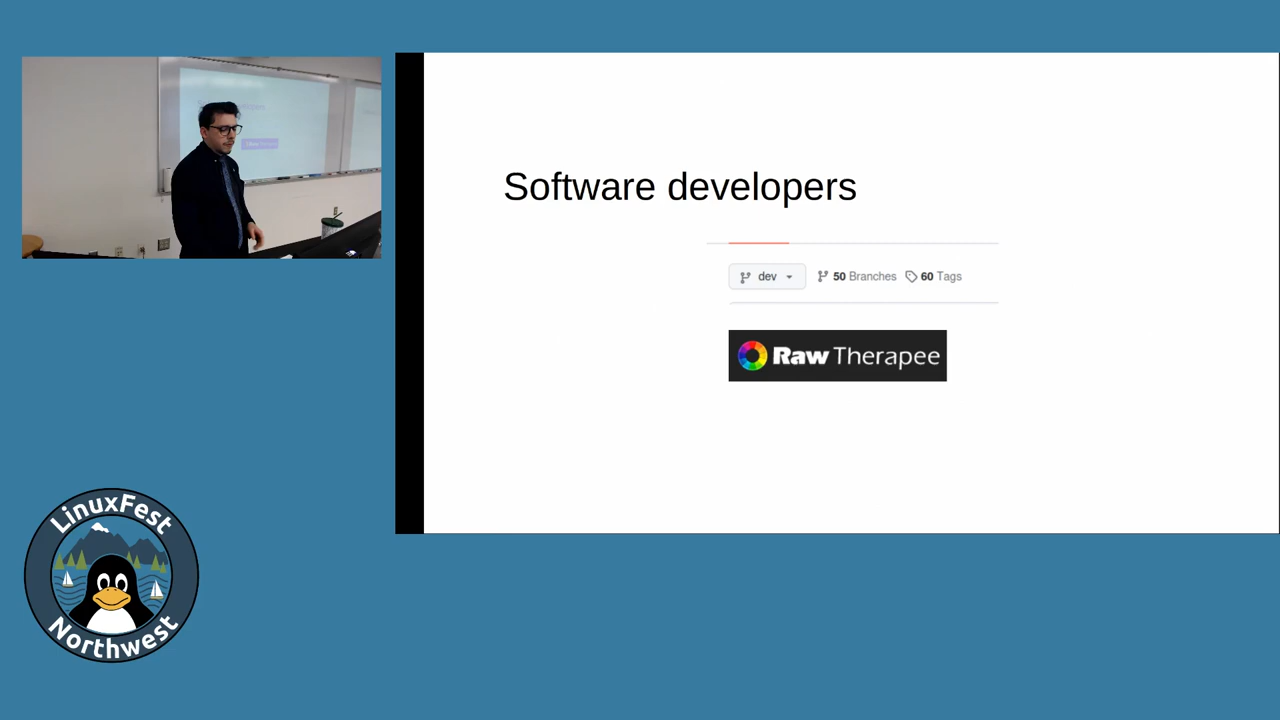 Software developers
dev
50 Branches
60 Tags
Raw Therapee
LinuxFest
Northwest